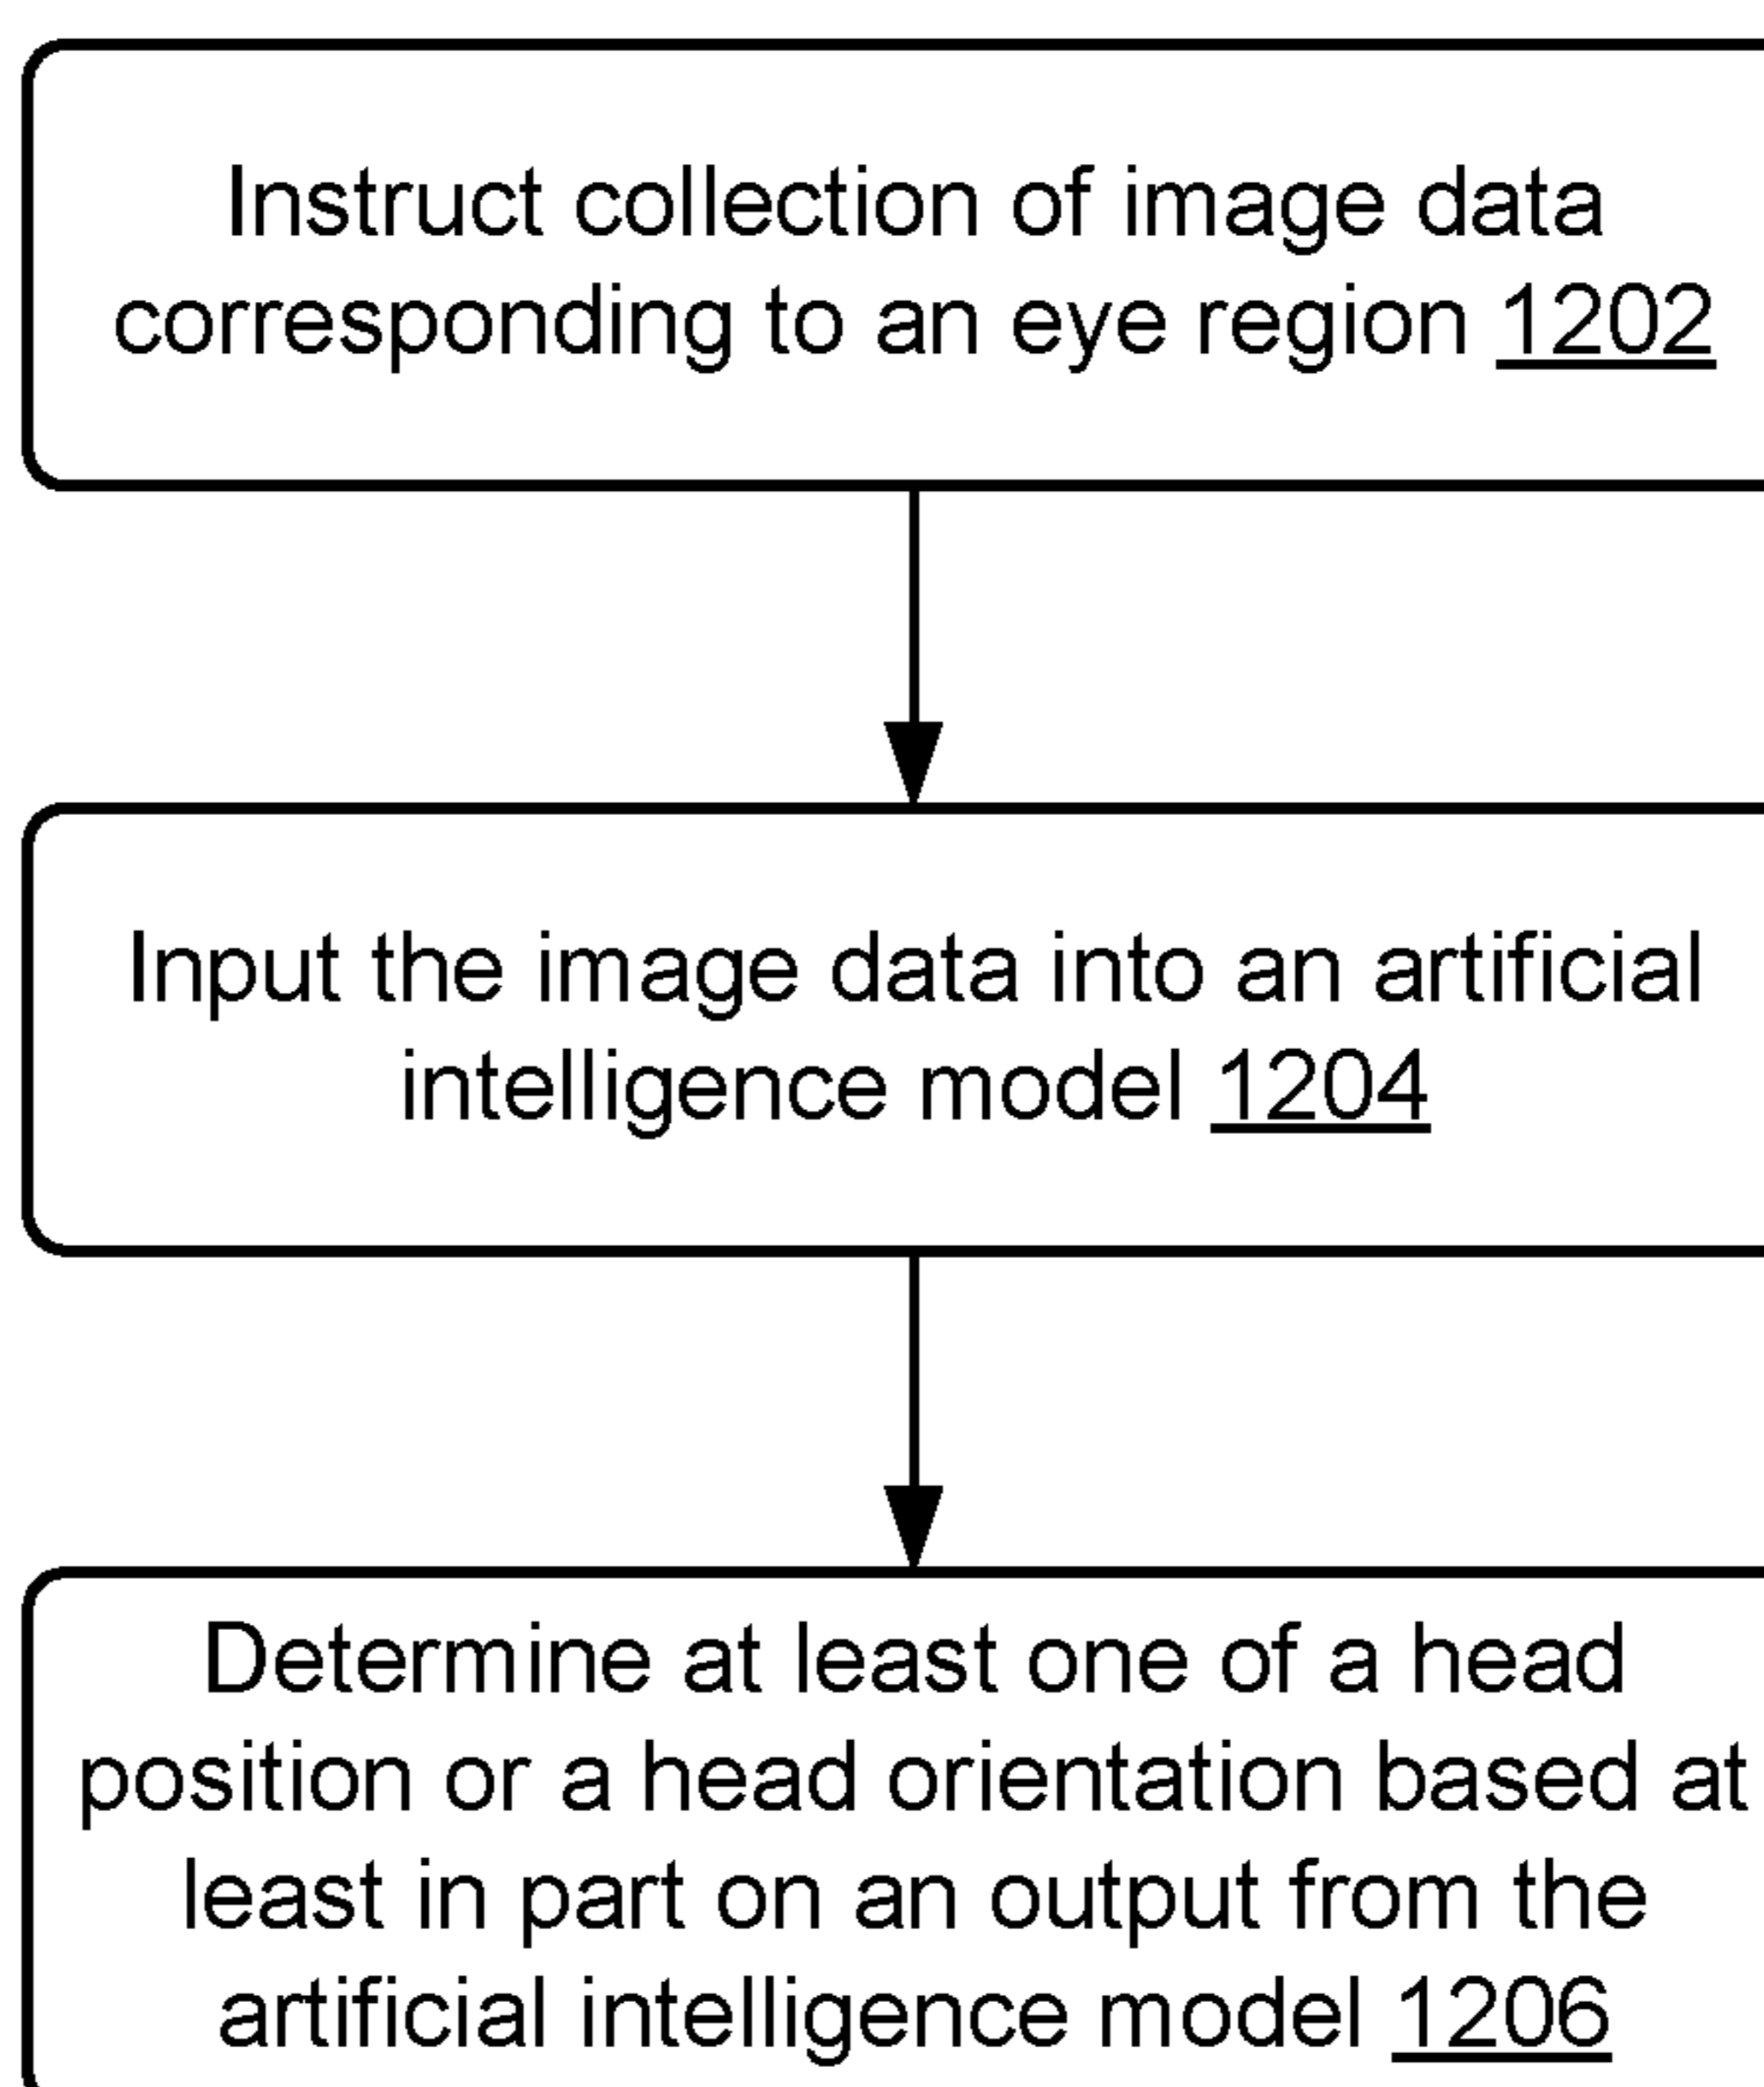 Instruct collection of image data
corresponding to an eye region 1202
Input the image data into an artificial
intelligence model 1204
Determine at least one of a head
position or a head orientation based at
least in part on an output from the
artificial intelligence model 1206